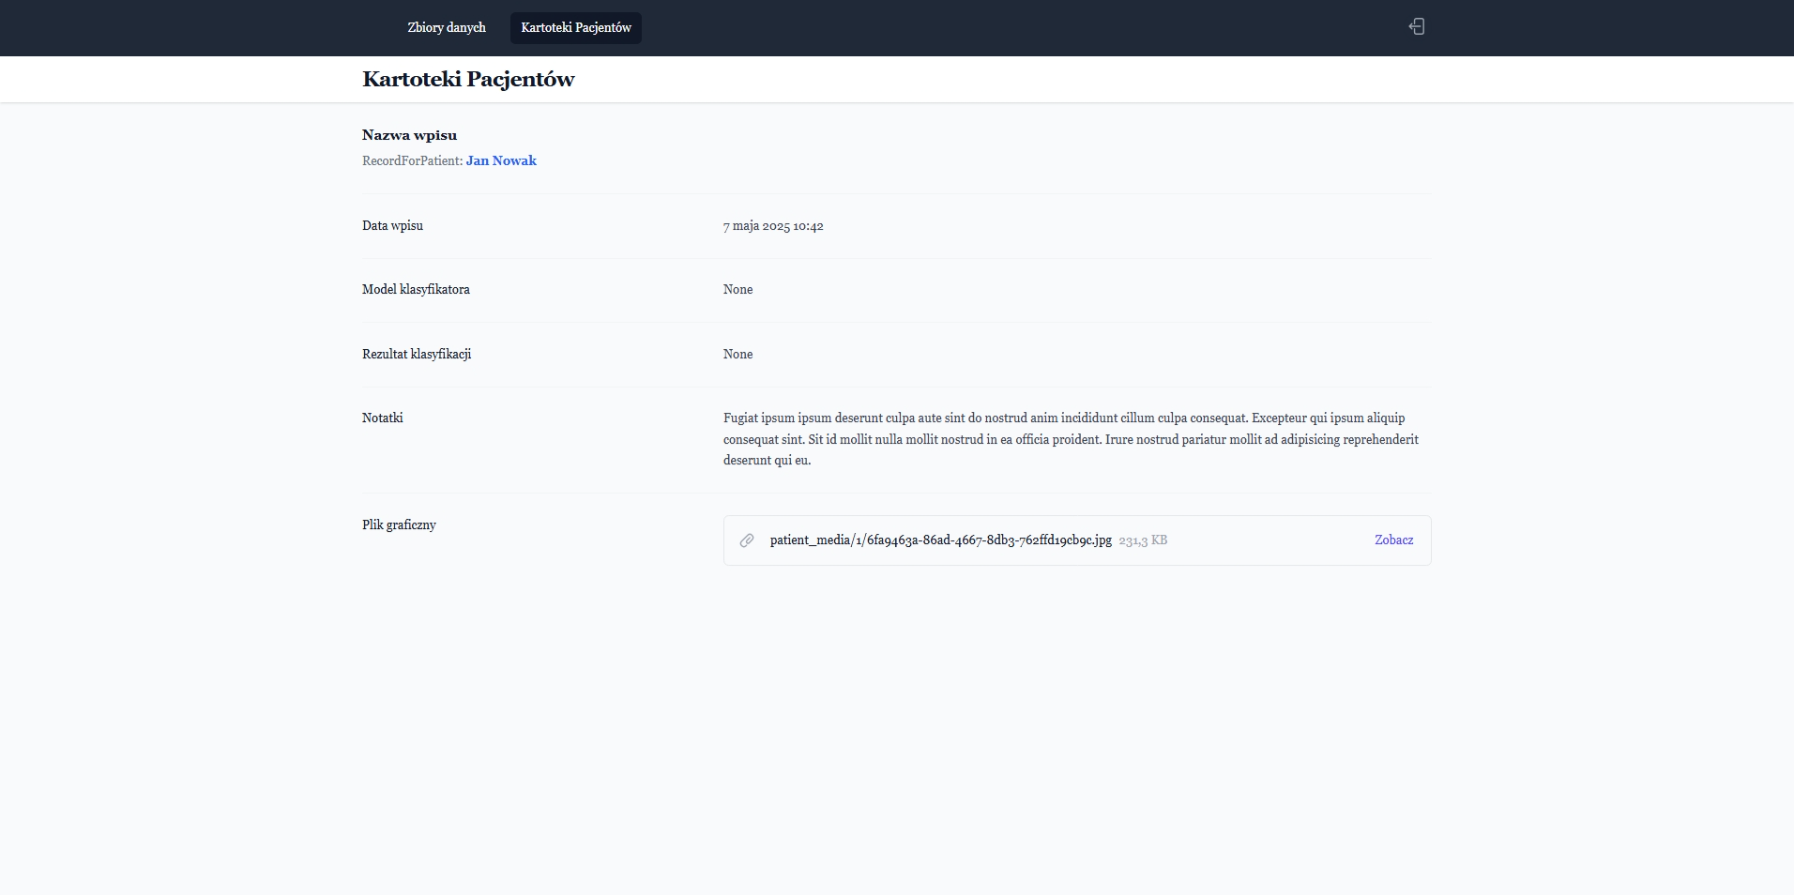 Zbiory danych
Kartoteki Pacjentów
Kartoteki Pacjentów
Nazwa wpisu
RecordForPatient: Jan Nowak
Data wpisu
7 maja 2025 10:42
Model klasyfikatora
None
Rezultat klasyfikacji
None
Notatki
Fugiat ipsum ipsum deserunt culpa aute sint do nostrud anim incididunt cillum culpa consequat. Excepteur qui ipsum aliquip
consequat sint. Sit id mollit nulla mollit nostrud in ea officia proident. Irure nostrud pariatur mollit ad adipisicing reprehenderit
deserunt qui eu.
Plik graficzny
patient_media/1/6fa9463a-86ad-4667-8db3-762ffd19cb9c.jpg 231,3 KB
Zobacz